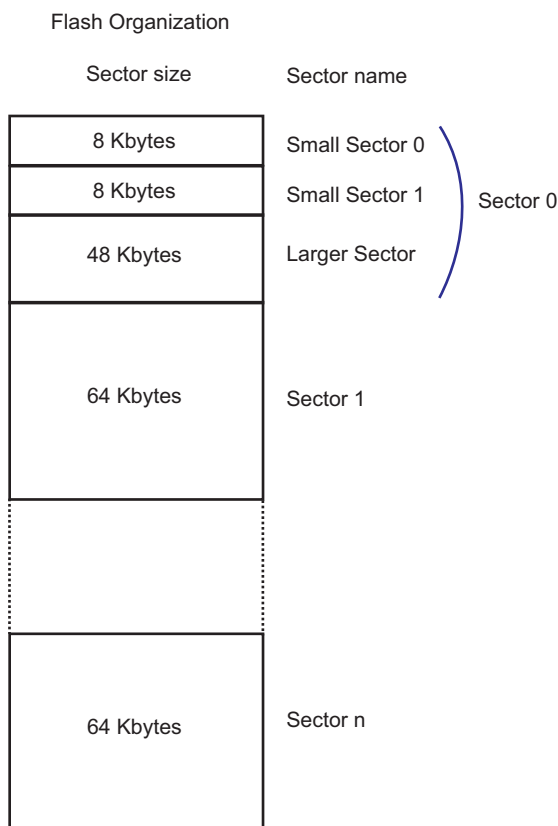 Flash Organization
Sector size Sector name
8 Kbytes Small Sector 0
8 Kbytes Small Sector 1 Sector 0
48 Kbytes Larger Sector
64 Kbytes Sector 1
64 Kbytes Sector n